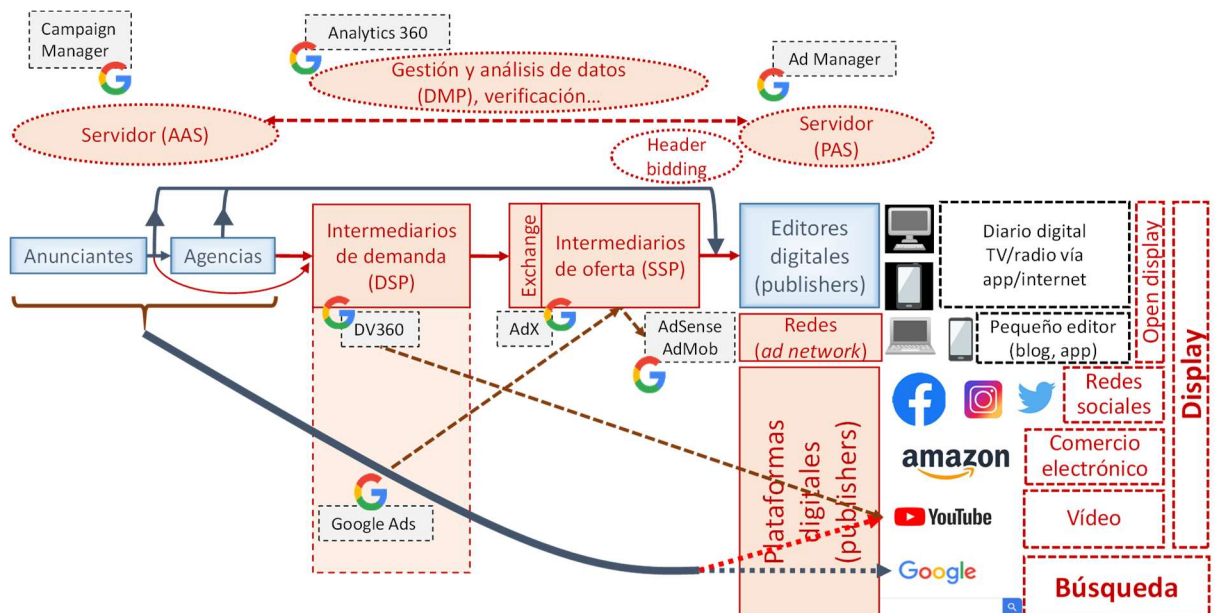 Campaign
Manager
Analytics 360
Ad Manager
Gestión y análisis de datos
(DMP), verificación...
Servidor (AAS)
Servidor
(PAS)
Header
bidding
Anunciantes
Agencias
Intermediarios
de demanda
(DSP)
Exchange
Intermediarios
de oferta (SSP)
Editores
digitales
(publishers)
Diario digital
TV/radio vía
app/internet
Open display
Display
DV360
AdX
AdSense
AdMob
Redes
(ad network)
Pequeño editor
(blog, app)
Redes
sociales
Plataformas
digitales
(publishers)
amazon
Comercio
electrónico
Google Ads
YouTube
Vídeo
Google
Búsqueda